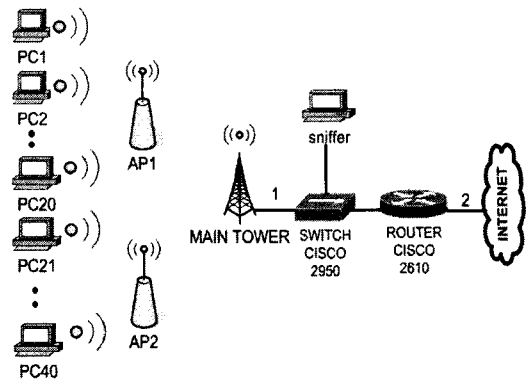 PC1
PC2
PC20
PC21
PC40
AP1
AP2
sniffer
MAIN TOWER
1
SWITCH
CISCO
2950
ROUTER
CISCO
2610
2
INTERNET